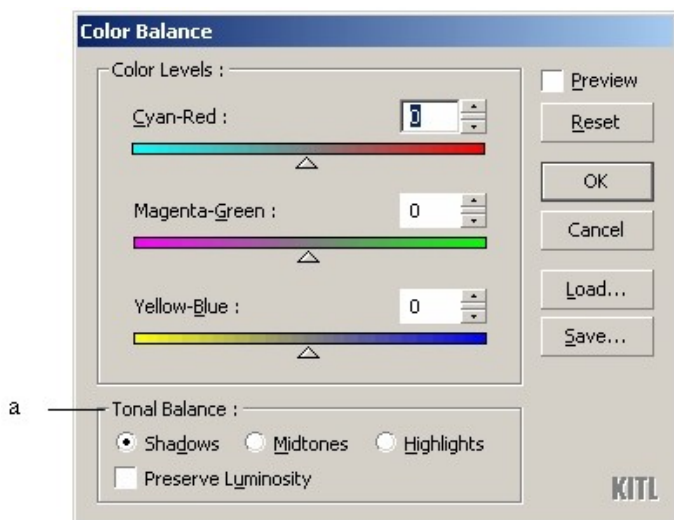 Color Balance
Color Levels :
Preview
Cyan-Red :
0
Reset
OK
Magenta-Green :
0
Cancel
Load...
Yellow-Blue :
0
Save...
a
Tonal Balance :
Shadows Midtones Highlights
Preserve Luminosity
KITL